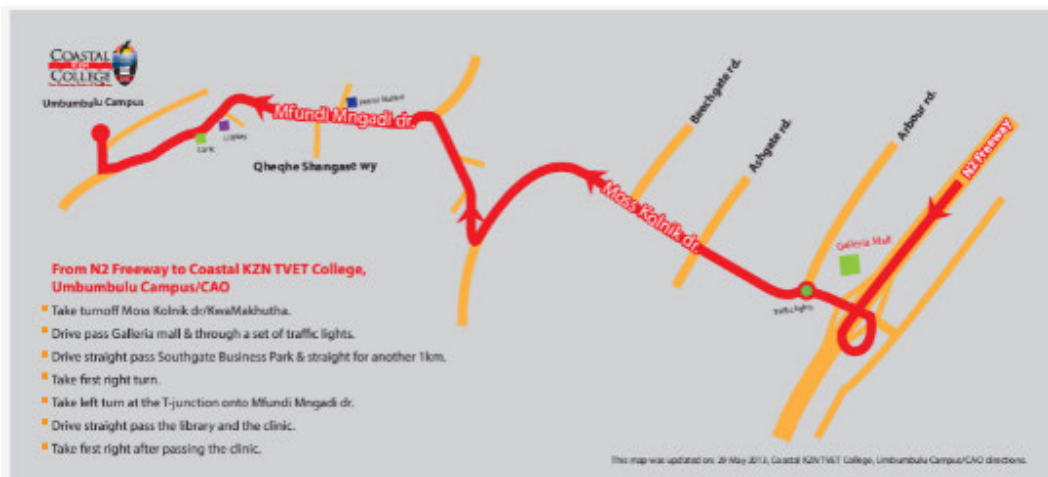 COASTAL
KZN
COLLEGE
Umbumbulu Campus
Mfundi Mngadi dr.
Library
Clinic
Qheqhe Shangase wy
Moss Kolnik dr.
Beechgate rd.
Ashgate rd.
Arbour rd.
N2 Freeway
Galleria Mall
Traffic lights
From N2 Freeway to Coastal KZN TVET College,
Umbumbulu Campus/CAO
Take turnoff Moss Kolnik dr/KwaMakhutha.
Drive pass Galleria mall & through a set of traffic lights.
Drive straight pass Southgate Business Park & straight for another 1km.
Take first right turn.
Take left turn at the T-junction onto Mfundi Mngadi dr.
Drive straight pass the library and the clinic.
Take first right after passing the clinic.
This map was updated on: 29 May 2013, Coastal KZN TVET College, Umbumbulu Campus/CAO directions.